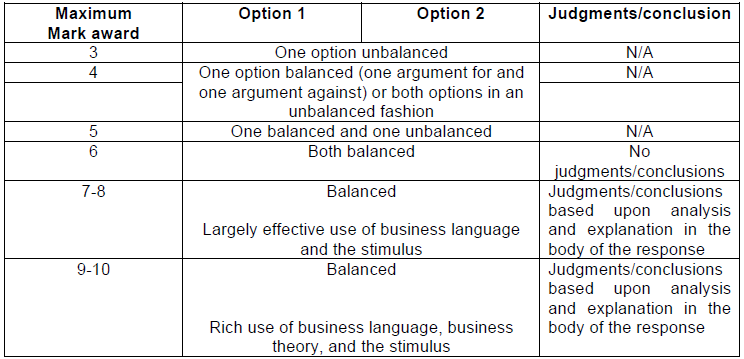 Maximum Mark award | Option 1 | Option 2 | Judgments/conclusion
3 | One option unbalanced | N/A
4 | One option balanced (one argument for and | N/A
one argument against) or both options in an
unbalanced fashion
5 | One balanced and one unbalanced | N/A
6 | Both balanced | No
judgments/conclusions
7-8 | Balanced | Judgments/conclusions
based upon analysis
Largely effective use of business language | and explanation in the
and the stimulus | body of the response
9-10 | Balanced | Judgments/conclusions
based upon analysis
and explanation in the
Rich use of business language, business | body of the response
theory, and the stimulus